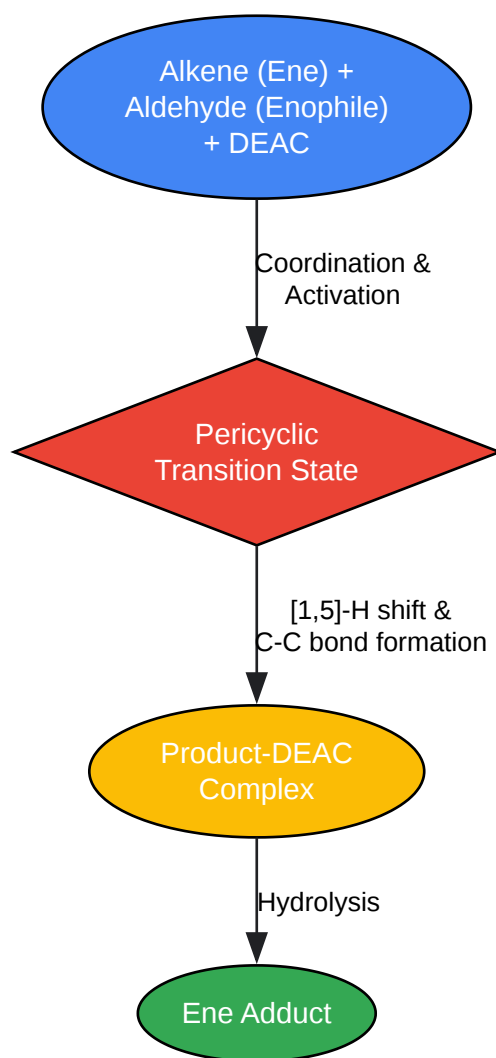 Alkene (Ene) +
Aldehyde (Enophile)
+ DEAC
Coordination &
Activation
Pericyclic
Transition State
[1,5]-H shift &
C-C bond formation
Product-DEAC
Complex
Hydrolysis
Ene Adduct